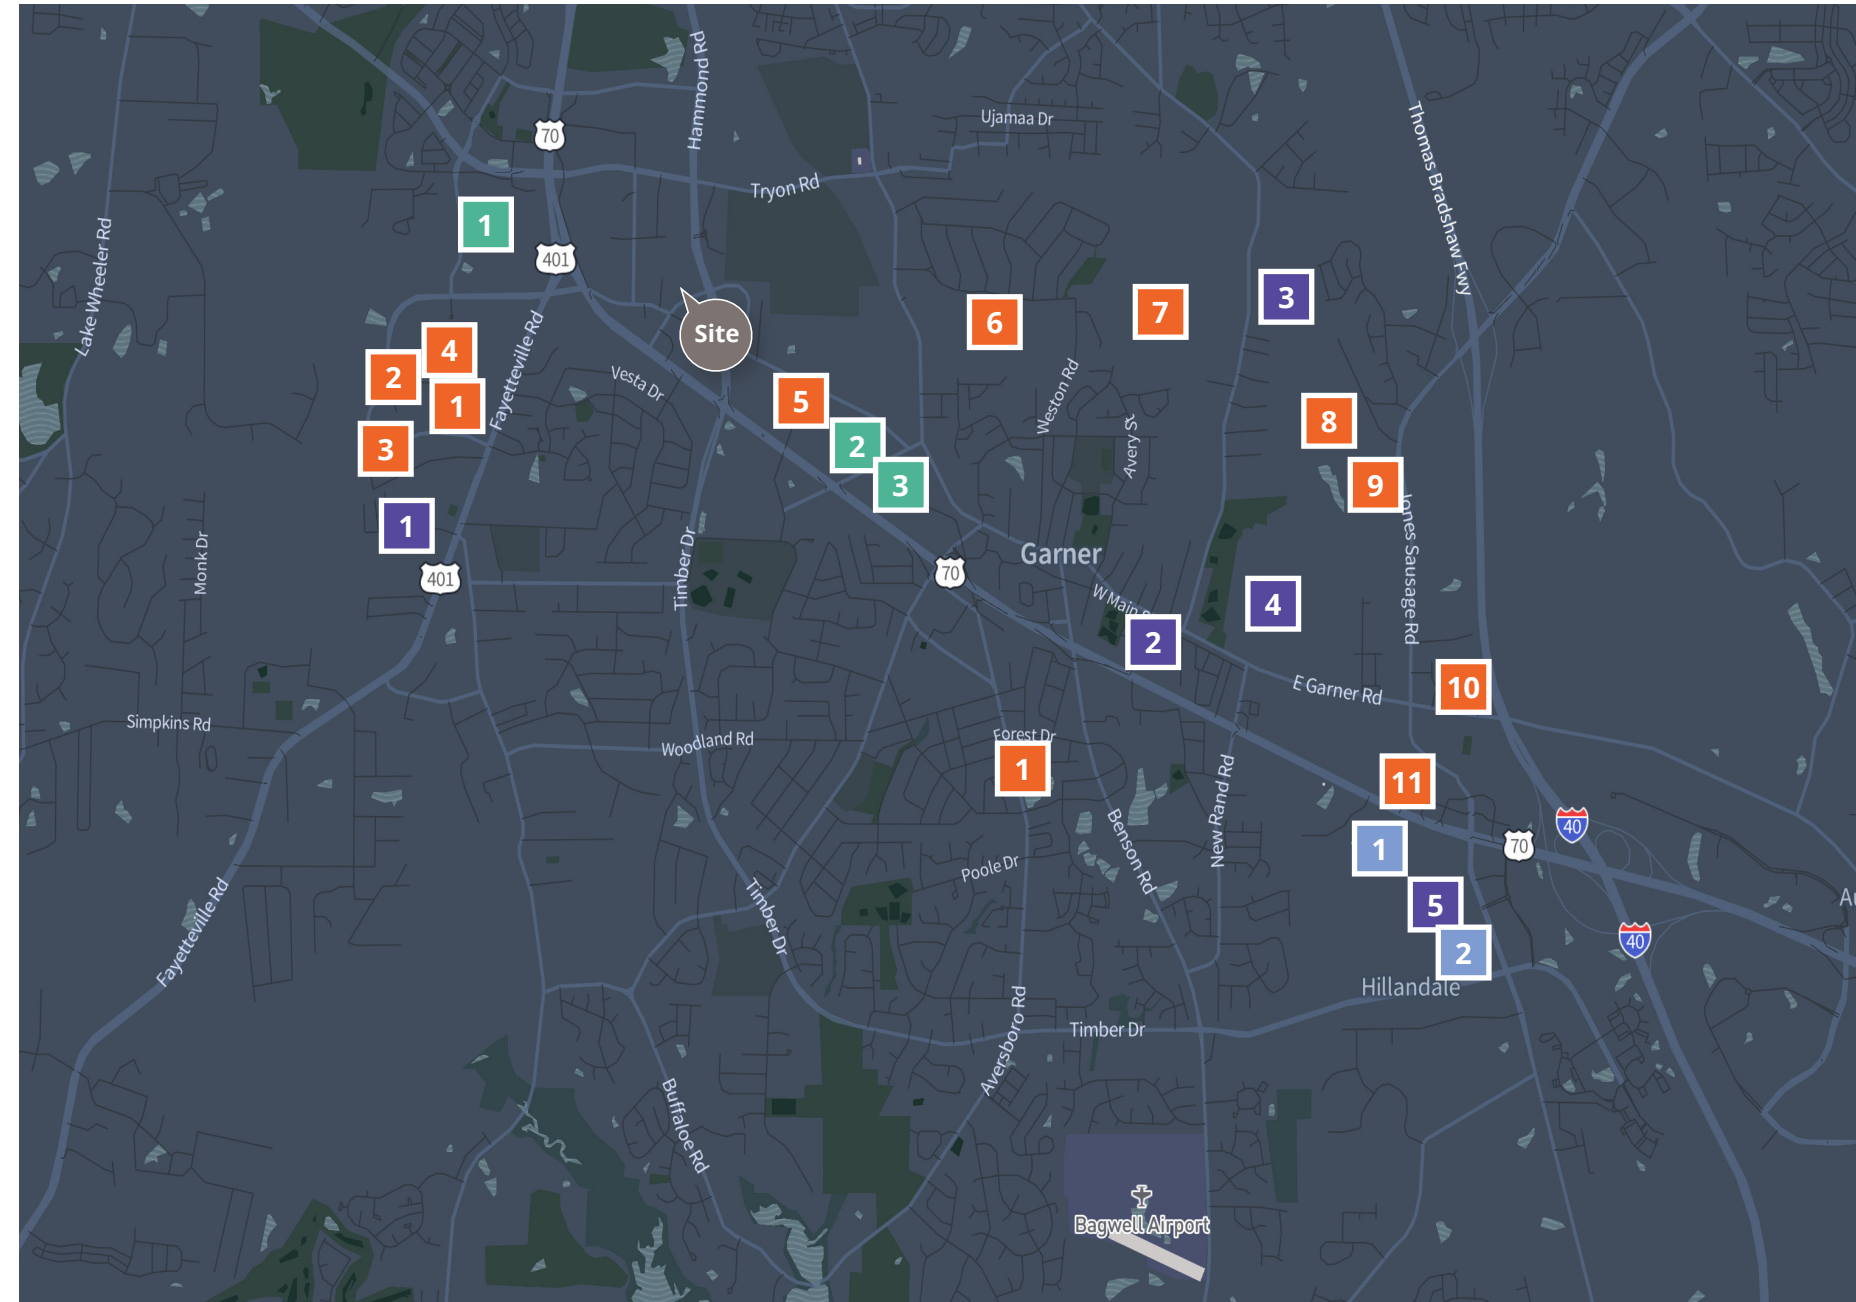 Hammond Rd
70
Ujamaa Dr
Thomas Bradshaw Fwy
Tryon Rd
1
Lake Wheeler Rd
401
3
7
6
Site
4
2
1
Fayetteville Rd
Vesta Dr
5
Weston Rd
Avery St
8
2
3
3
9
1
Jones Sausage Rd
Monk Dr
401
Timber Dr
70
Garner
W Main
4
2
E Garner Rd
10
Simpkins Rd
Woodland Rd
Forest Dr
1
11
New Rand Rd
Benson Rd
40
1
70
Poole Dr
Fayetteville Rd
Timber Dr
5
40
2
Hillandale
Aversboro Rd
Timber Dr
Buffaloe Rd
Bagwell Airport